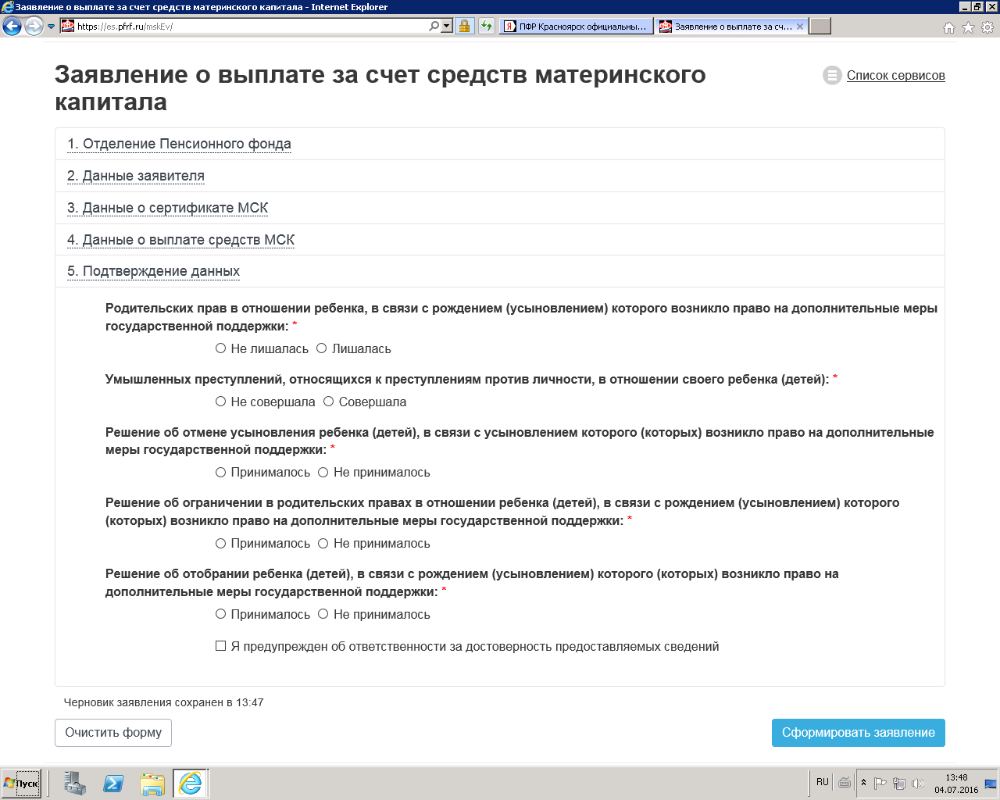 Заявление о выплате за счет средств материнского капитала - Internet Explorer
https://es.pfrf.ru/mskEv/
ПФР Красноярск официальны...
Заявление о выплате за сч...
Заявление о выплате за счет средств материнского
капитала
Список сервисов
1. Отделение Пенсионного фонда
2. Данные заявителя
3. Данные о сертификате МСК
4. Данные о выплате средств МСК
5. Подтверждение данных
Родительских прав в отношении ребенка, в связи с рождением (усыновлением) которого возникло право на дополнительные меры
государственной поддержки: *
Не лишалась Лишалась
Умышленных преступлений, относящихся к преступлениям против личности, в отношении своего ребенка (детей): *
Не совершала Совершала
Решение об отмене усыновления ребенка (детей), в связи с усыновлением которого (которых) возникло право на дополнительные
меры государственной поддержки: *
Принималось Не принималось
Решение об ограничении в родительских правах в отношении ребенка (детей), в связи с рождением (усыновлением) которого
(которых) возникло право на дополнительные меры государственной поддержки: *
Принималось Не принималось
Решение об отобрании ребенка (детей), в связи с рождением (усыновлением) которого (которых) возникло право на
дополнительные меры государственной поддержки: *
Принималось Не принималось
Я предупрежден об ответственности за достоверность предоставляемых сведений
Черновик заявления сохранен в 13:47
Очистить форму
Сформировать заявление
Пуск
RU
13:48
04.07.2016